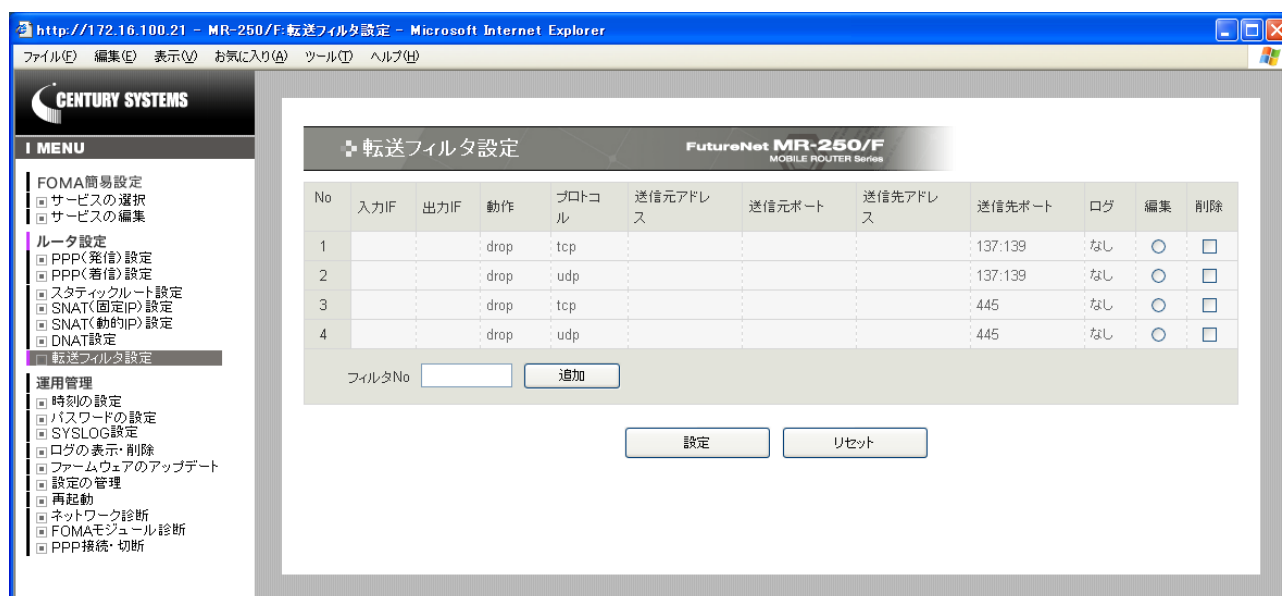 http://172.16.100.21 - MR-250/F:転送フィルタ設定 - Microsoft Internet Explorer
ファイル(F) 編集(E) 表示(V) お気に入り(A) ツール(T) ヘルプ(H)
CENTURY SYSTEMS
MENU
FOMA簡易設定
サービスの選択
サービスの編集
ルータ設定
PPP(発信)設定
PPP(着信)設定
スタティックルート設定
SNAT(固定IP)設定
SNAT(動的IP)設定
DNAT設定
転送フィルタ設定
運用管理
時刻の設定
パスワードの設定
SYSLOG設定
ログの表示・削除
ファームウェアのアップデート
設定の管理
再起動
ネットワーク診断
FOMAモジュール診断
PPP接続・切断
転送フィルタ設定
FutureNet MR-250/F
MOBILE ROUTER Series
No 入力IF 出力IF 動作 プロトコル 送信元アドレス 送信元ポート 送信先アドレス 送信先ポート ログ 編集 削除
1 drop tcp 137:139 なし
2 drop udp 137:139 なし
3 drop tcp 445 なし
4 drop udp 445 なし
フィルタNo 追加
設定 リセット